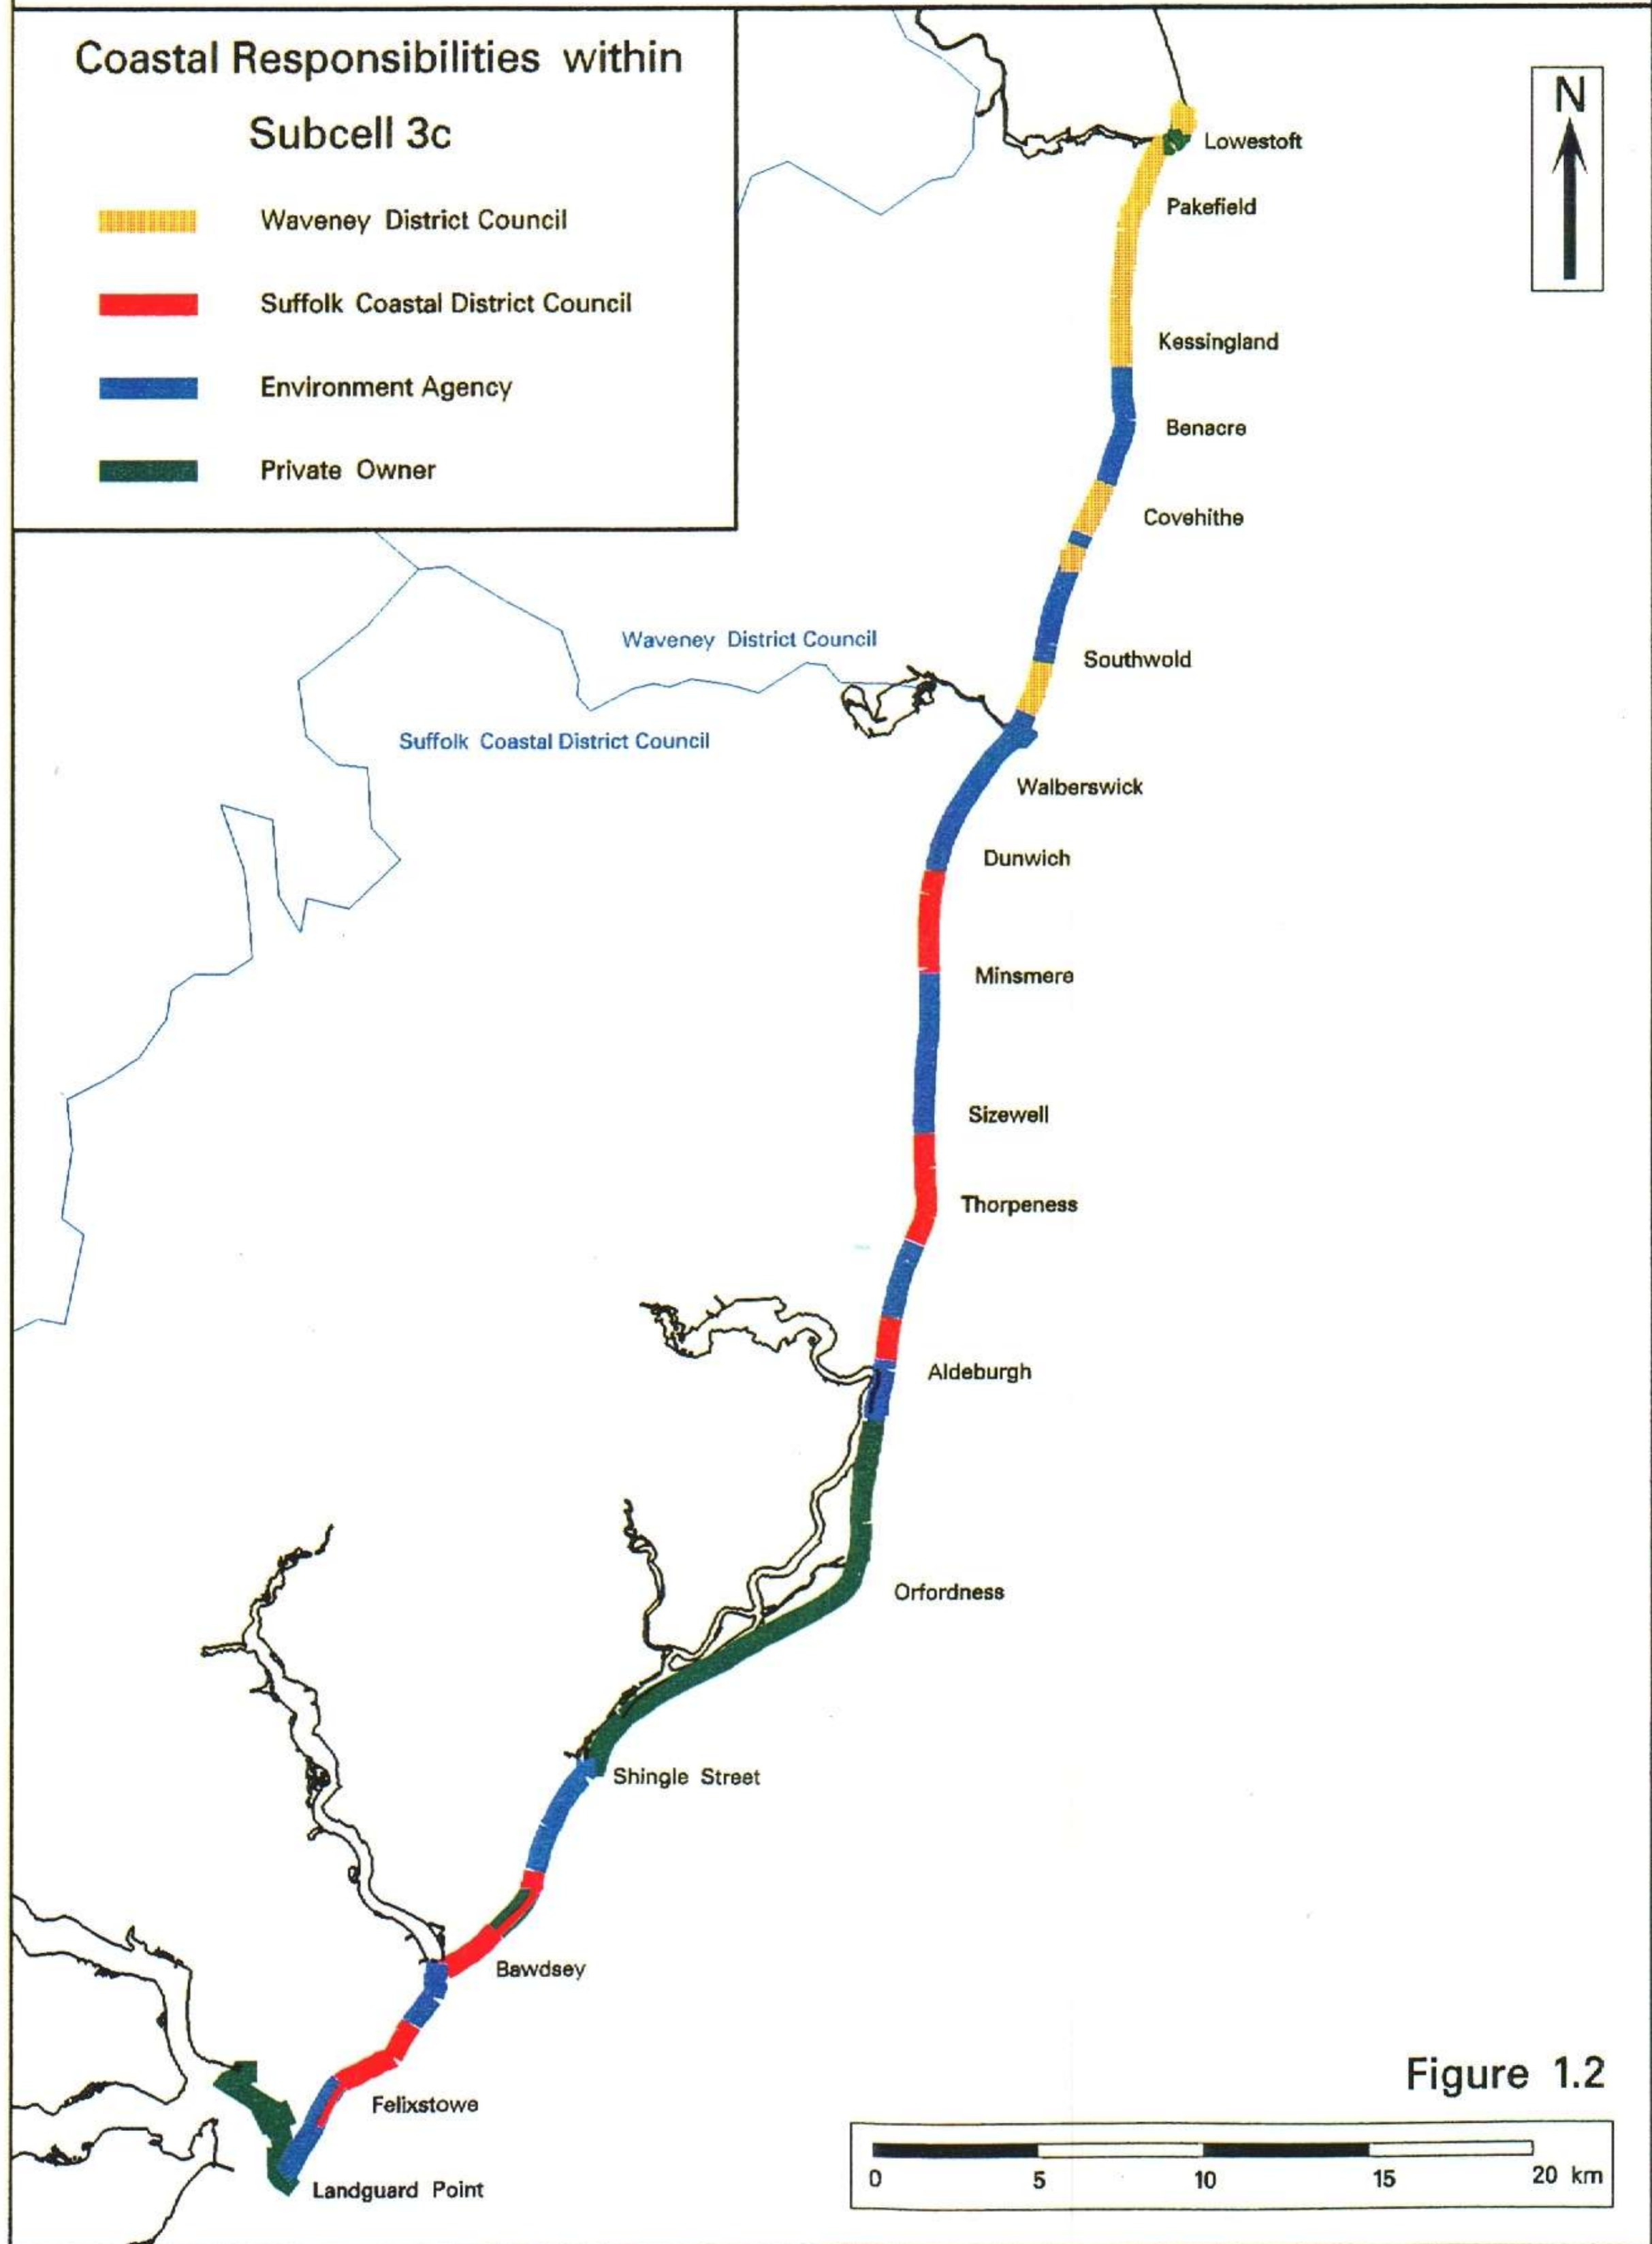 Coastal Responsibilities within
Subcell 3c
Waveney District Council
Suffolk Coastal District Council
Environment Agency
Private Owner
N
Lowestoft
Pakefield
Kessingland
Benacre
Covehithe
Waveney District Council
Southwold
Suffolk Coastal District Council
Walberswick
Dunwich
Minsmere
Sizewell
Thorpeness
Aldeburgh
Orfordness
Shingle Street
Bawdsey
Felixstowe
Landguard Point
Figure 1.2
0 5 10 15 20 km